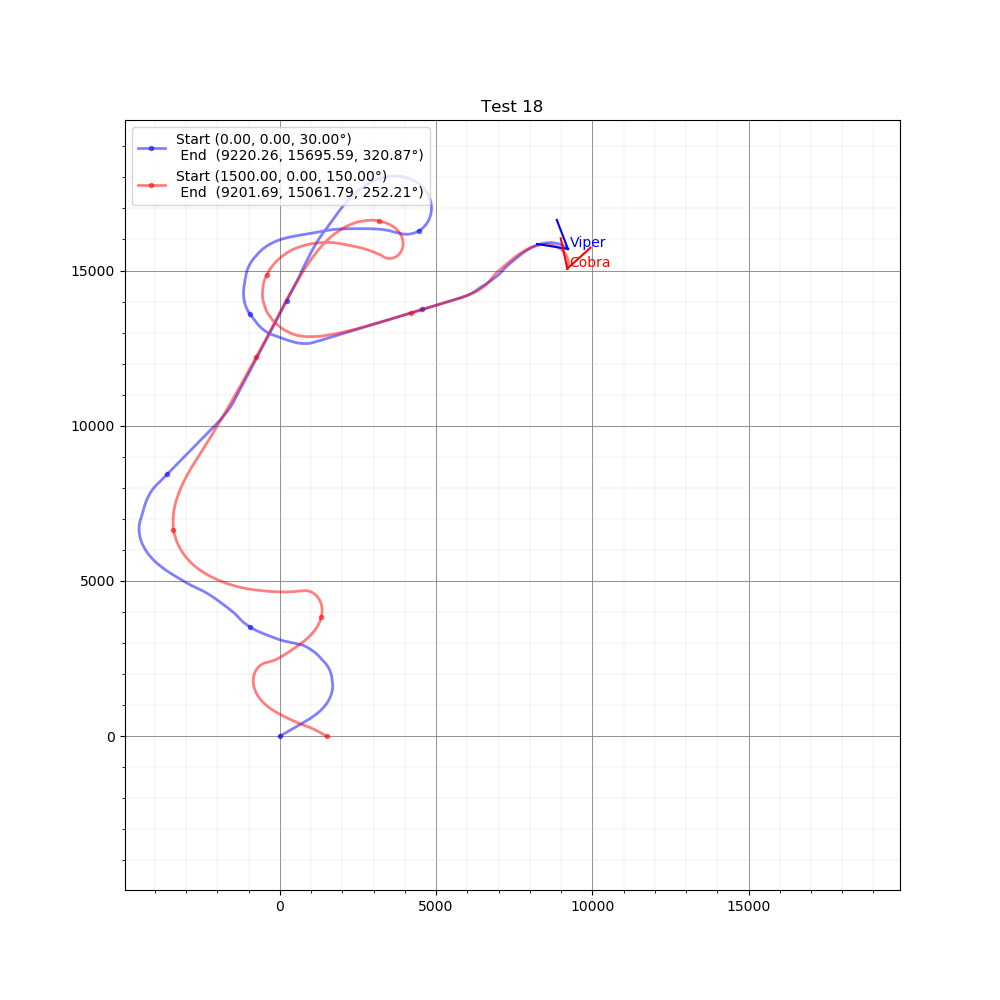 Test 18
Start (0.00, 0.00, 30.00°)
End (9220.26, 15695.59, 320.87°)
Start (1500.00, 0.00, 150.00°)
End (9201.69, 15061.79, 252.21°)
Viper
Cobra
15000
10000
5000
0
0 5000 10000 15000